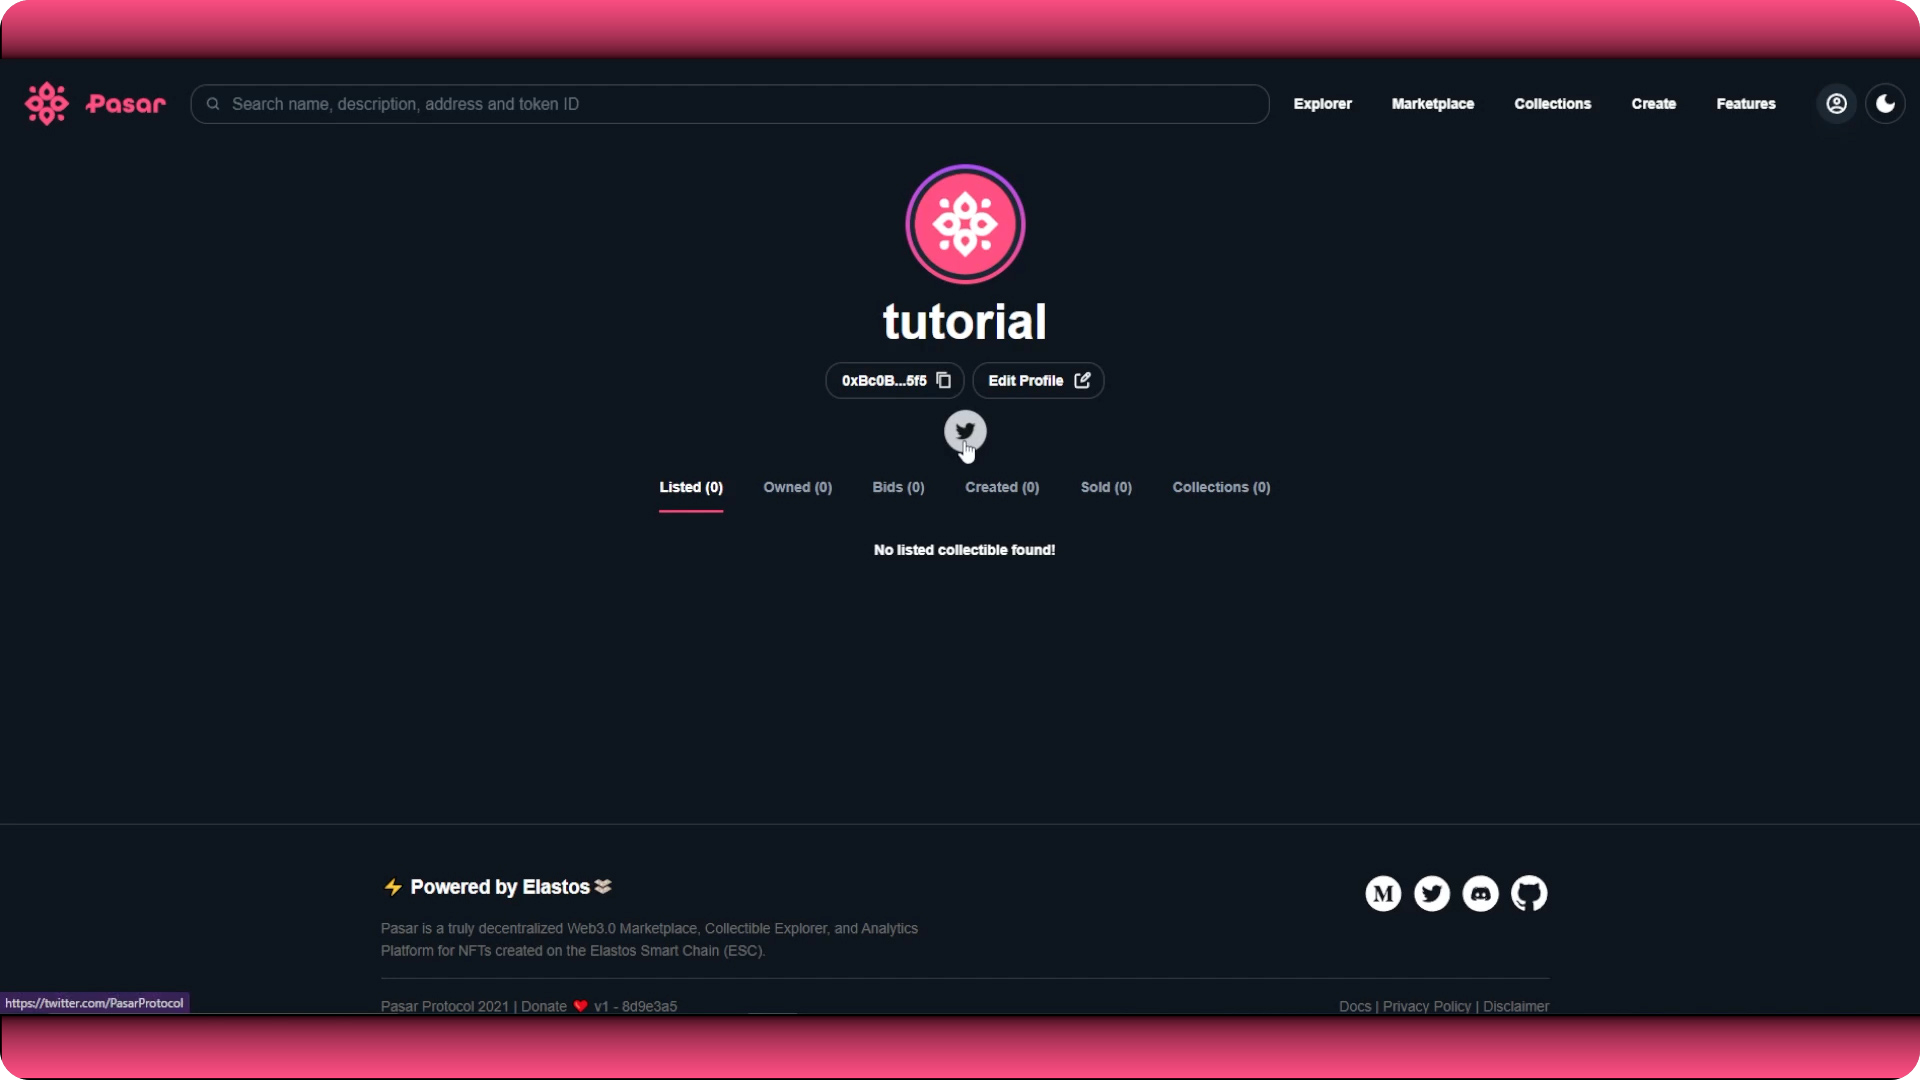 Pasar
Search name, description, address and token ID
Explorer
Marketplace
Collections
Create
Features
tutorial
0xBc0B...5f5
Edit Profile
Listed (0)
Owned (0)
Bids (0)
Created (0)
Sold (0)
Collections (0)
No listed collectible found!
Powered by Elastos
M
Pasar is a truly decentralized Web3.0 Marketplace, Collectible Explorer, and Analytics
Platform for NFTs created on the Elastos Smart Chain (ESC).
https://twitter.com/PasarProtocol
Pasar Protocol 2021 | Donate ❤ v1 - 8d9e3a5
Docs | Privacy Policy | Disclaimer